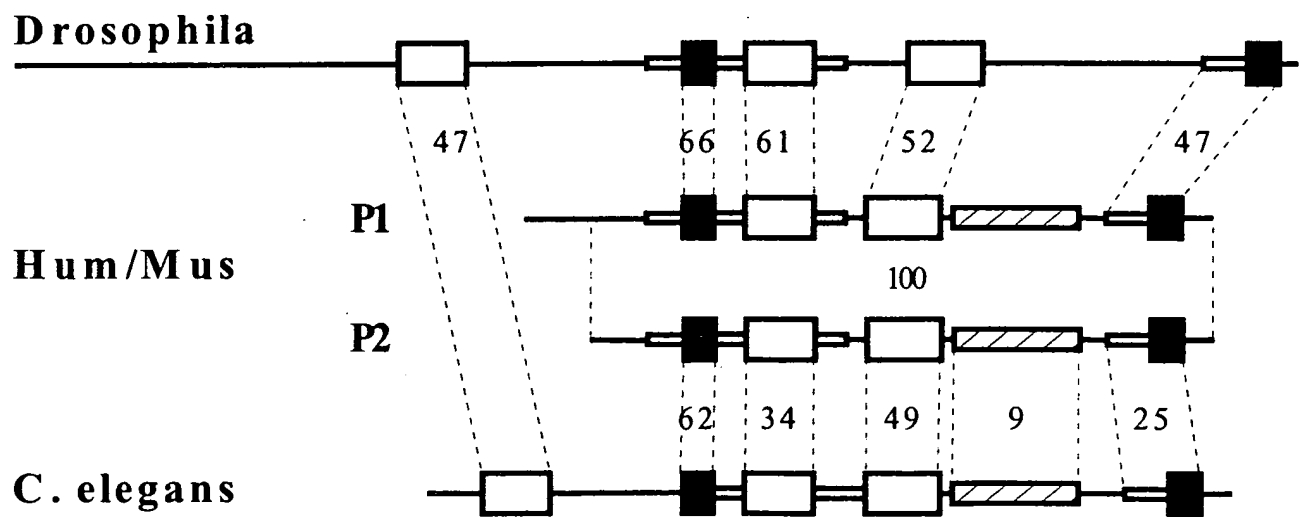 Drosophila
47 66 61 52 47
P1
Hum/Mus
100
P2
62 34 49 9 25
C. elegans